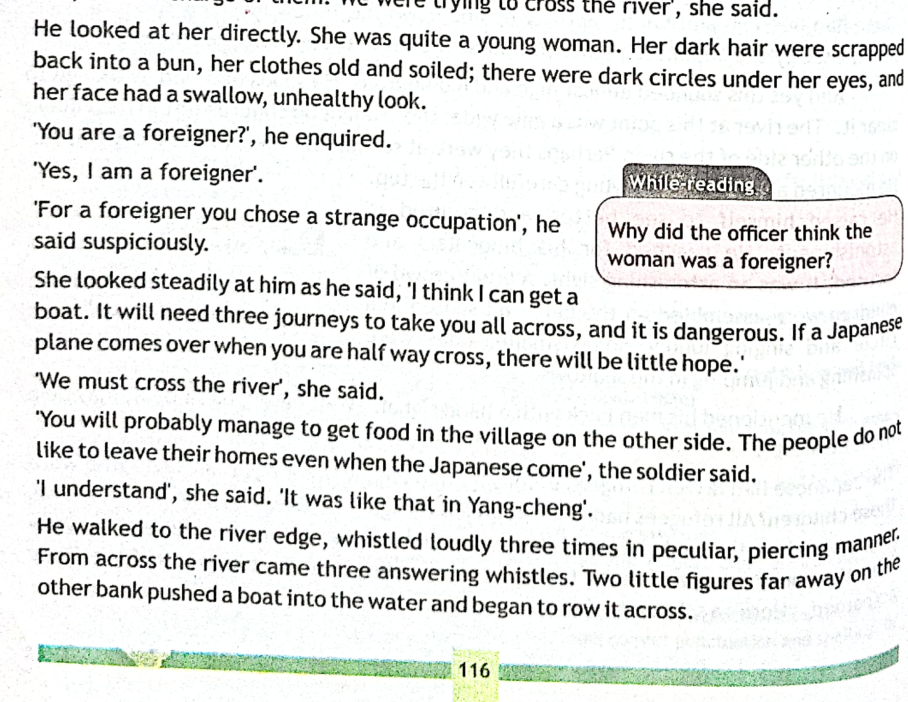 were trying to cross the river', she said.
He looked at her directly. She was quite a young woman. Her dark hair were scrapped
back into a bun, her clothes old and soiled; there were dark circles under her eyes, and
her face had a swallow, unhealthy look.
'You are a foreigner?', he enquired.
'Yes, I am a foreigner'.
'For a foreigner you chose a strange occupation', he
said suspiciously.
While-reading
Why did the officer think the
woman was a foreigner?
She looked steadily at him as he said, 'I think I can get a
boat.' It will need three journeys to take you all across, and it is dangerous. If a Japanese
plane comes over when you are half way cross, there will be little hope.
'We must cross the river', she said.
'You will probably manage to get food in the village on the other side. The people do not
like to leave their homes even when the Japanese come', the soldier said.
'I understand', she said. 'It was like that in Yang-cheng'.
He walked to the river edge, whistled loudly three times in peculiar, piercing manner.
From across the river came three answering whistles. Two little figures far away on the
other bank pushed a boat into the water and began to row it across.
116